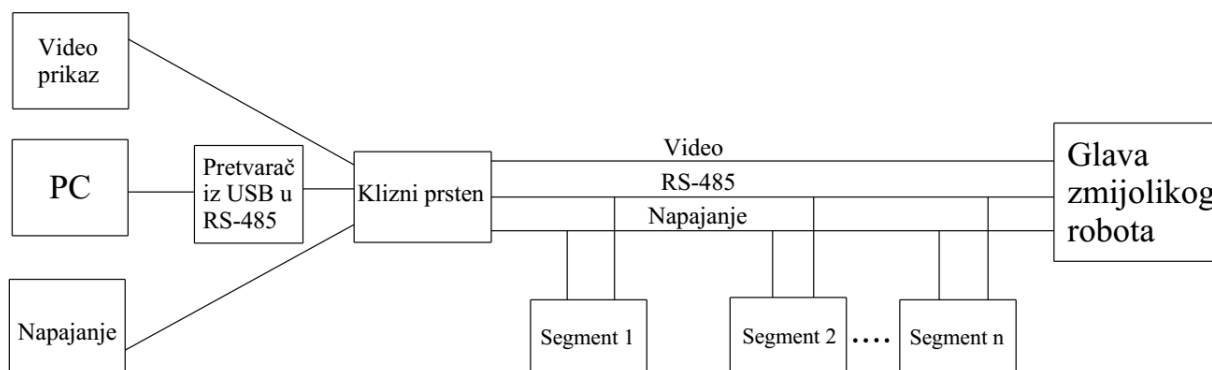 Video
prikaz
PC
Pretvarač
iz USB u
RS-485
Napajanje
Klizni prsten
Video
RS-485
Napajanje
Segment 1
Segment 2
....
Segment n
Glava
zmijolikog
robota